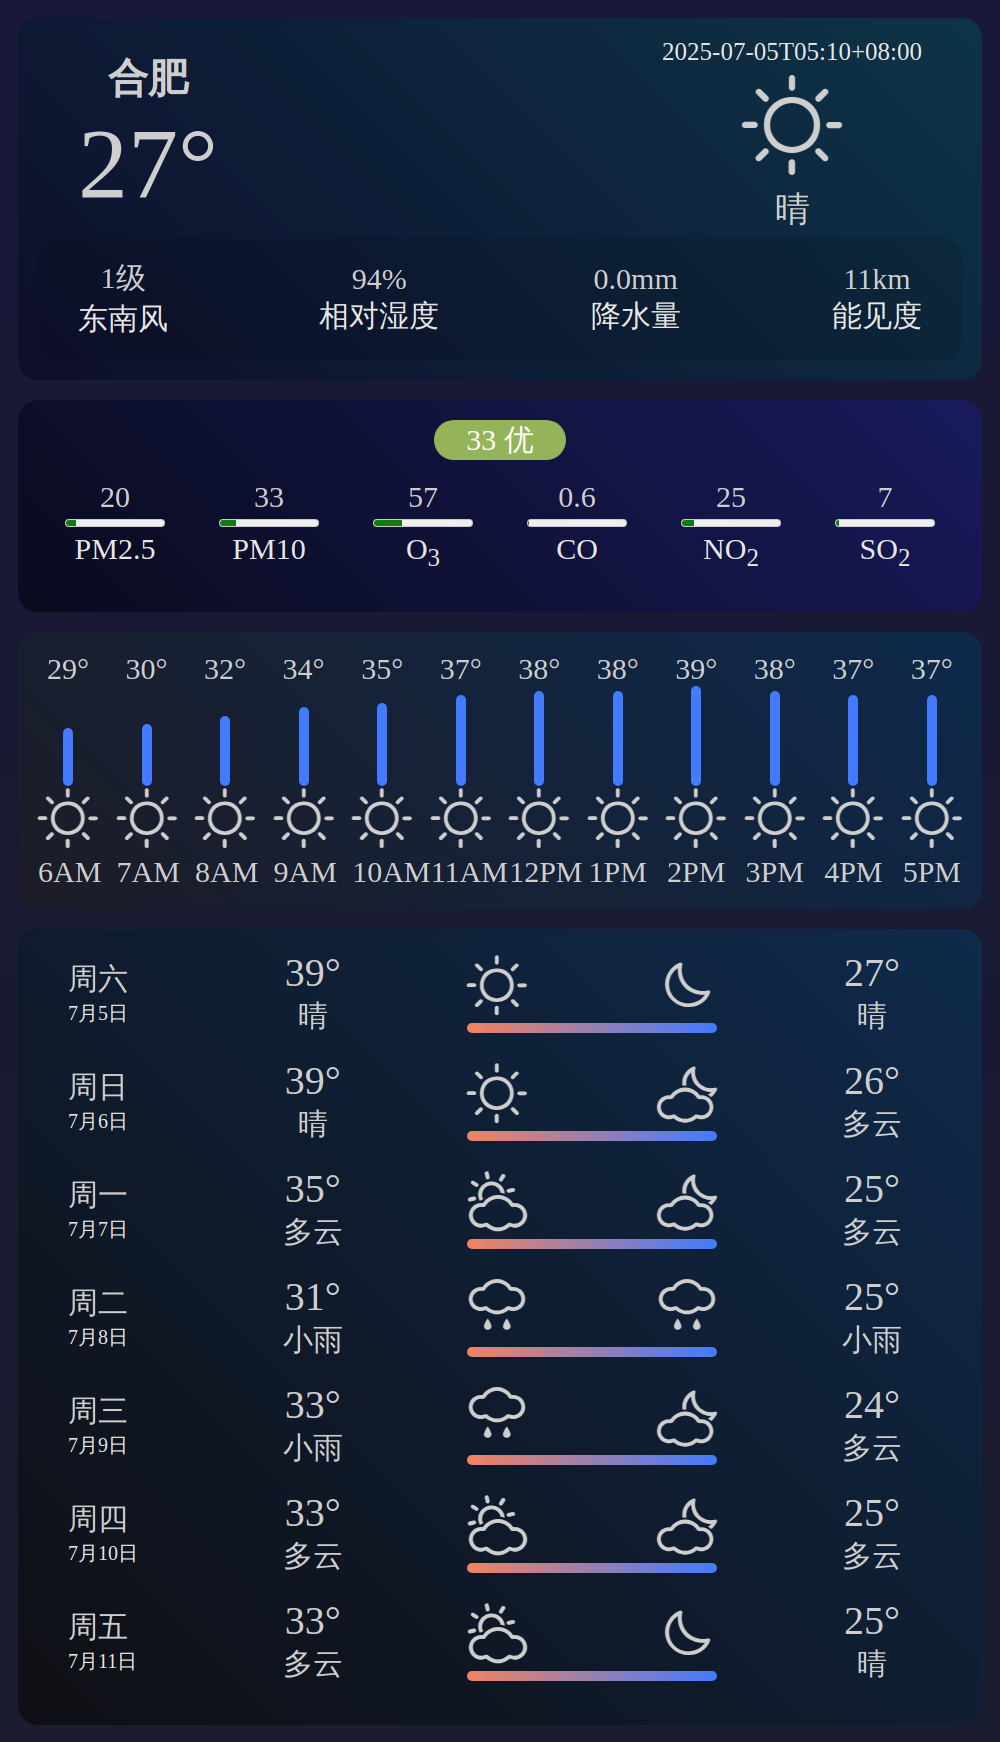 合肥
27°
2025-07-05T05:10+08:00
晴
1级 94% 0.0mm 11km
东南风 相对湿度 降水量 能见度
33 优
20 33 57 0.6 25 7
PM2.5 PM10 O3 CO NO2 SO2
29° 30° 32° 34° 35° 37° 38° 38° 39° 38° 37° 37°
6AM 7AM 8AM 9AM 10AM 11AM 12PM 1PM 2PM 3PM 4PM 5PM
周六 39° 27°
7月5日 晴 晴
周日 39° 26°
7月6日 晴 多云
周一 35° 25°
7月7日 多云 多云
周二 31° 25°
7月8日 小雨 小雨
周三 33° 24°
7月9日 小雨 多云
周四 33° 25°
7月10日 多云 多云
周五 33° 25°
7月11日 多云 晴